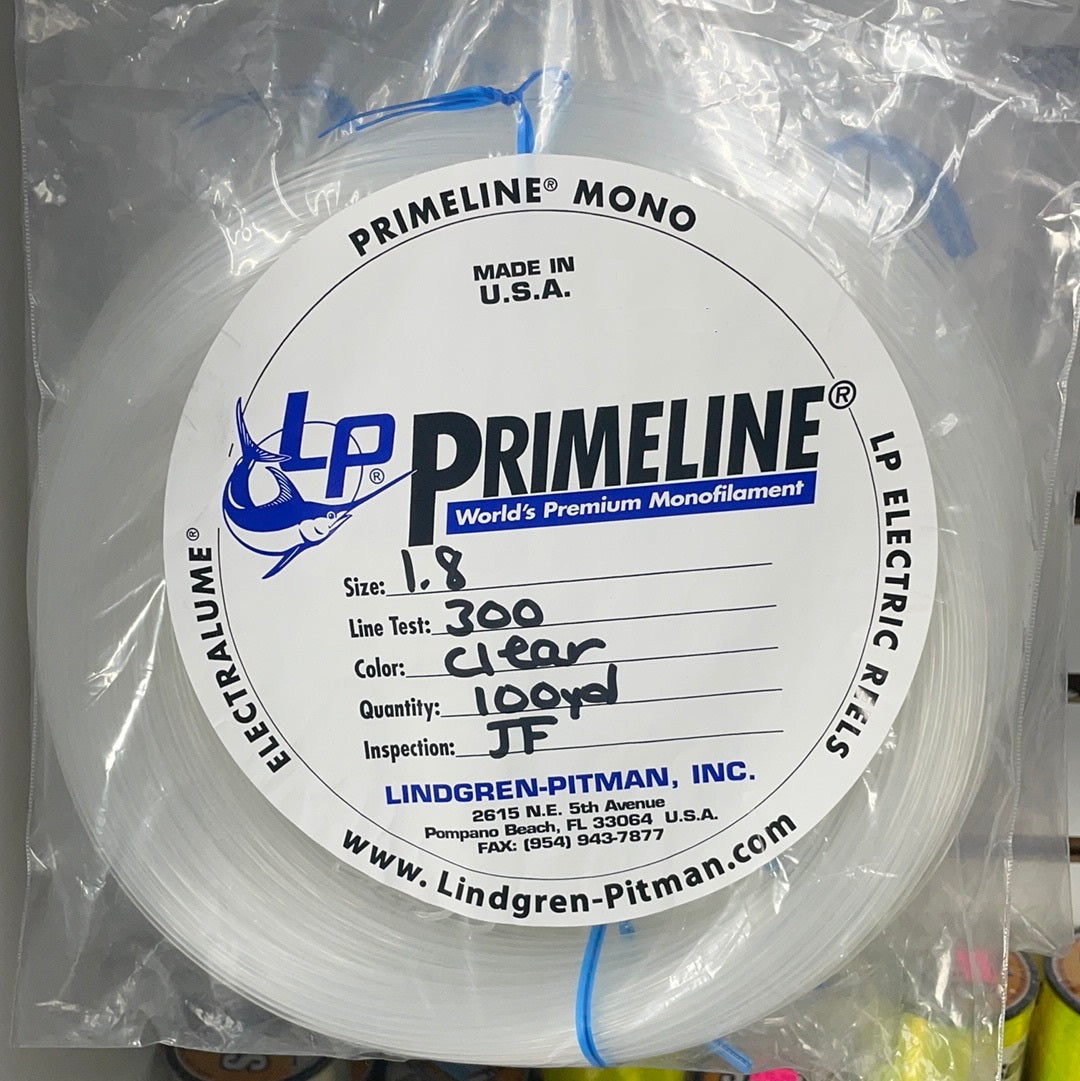 PRIMELINE® MONO
MADE IN
U.S.A.
LP®
PRIMELINE®
World's Premium Monofilament
ELECTRALUME®
LP ELECTRIC REELS
Size: 1.8
Line Test: 300
Color: Clear
Quantity: 100yd
Inspection: JF
LINDGREN-PITMAN, INC.
2615 N.E. 5th Avenue
Pompano Beach, FL 33064 U.S.A.
FAX: (954) 943-7877
www.Lindgren-Pitman.com